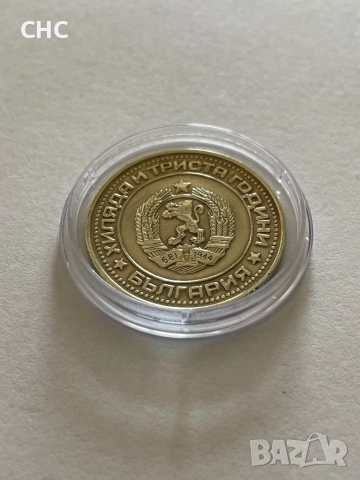 CHC
ХИЛЯДА И ТРИСТА ГОДИНИ
681 1944
БЪЛГАРИЯ
BAZAR